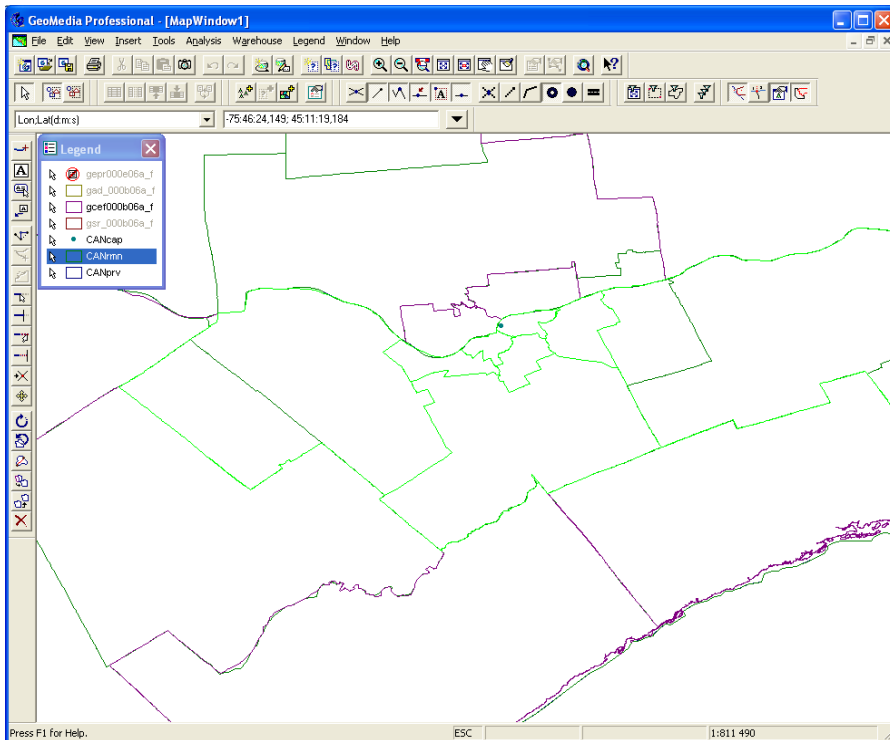 GeoMedia Professional - [MapWindow1]
File Edit View Insert Tools Analysis Warehouse Legend Window Help
Lon;Lat(d:m:s) -75:46:24,149; 45:11:19,184
Legend
gepr000e06a_f
gad_000b06a_f
gcef000b06a_f
gsr_000b06a_f
CANcap
CANrmn
CANprv
Press F1 for Help. ESC 1:811 490